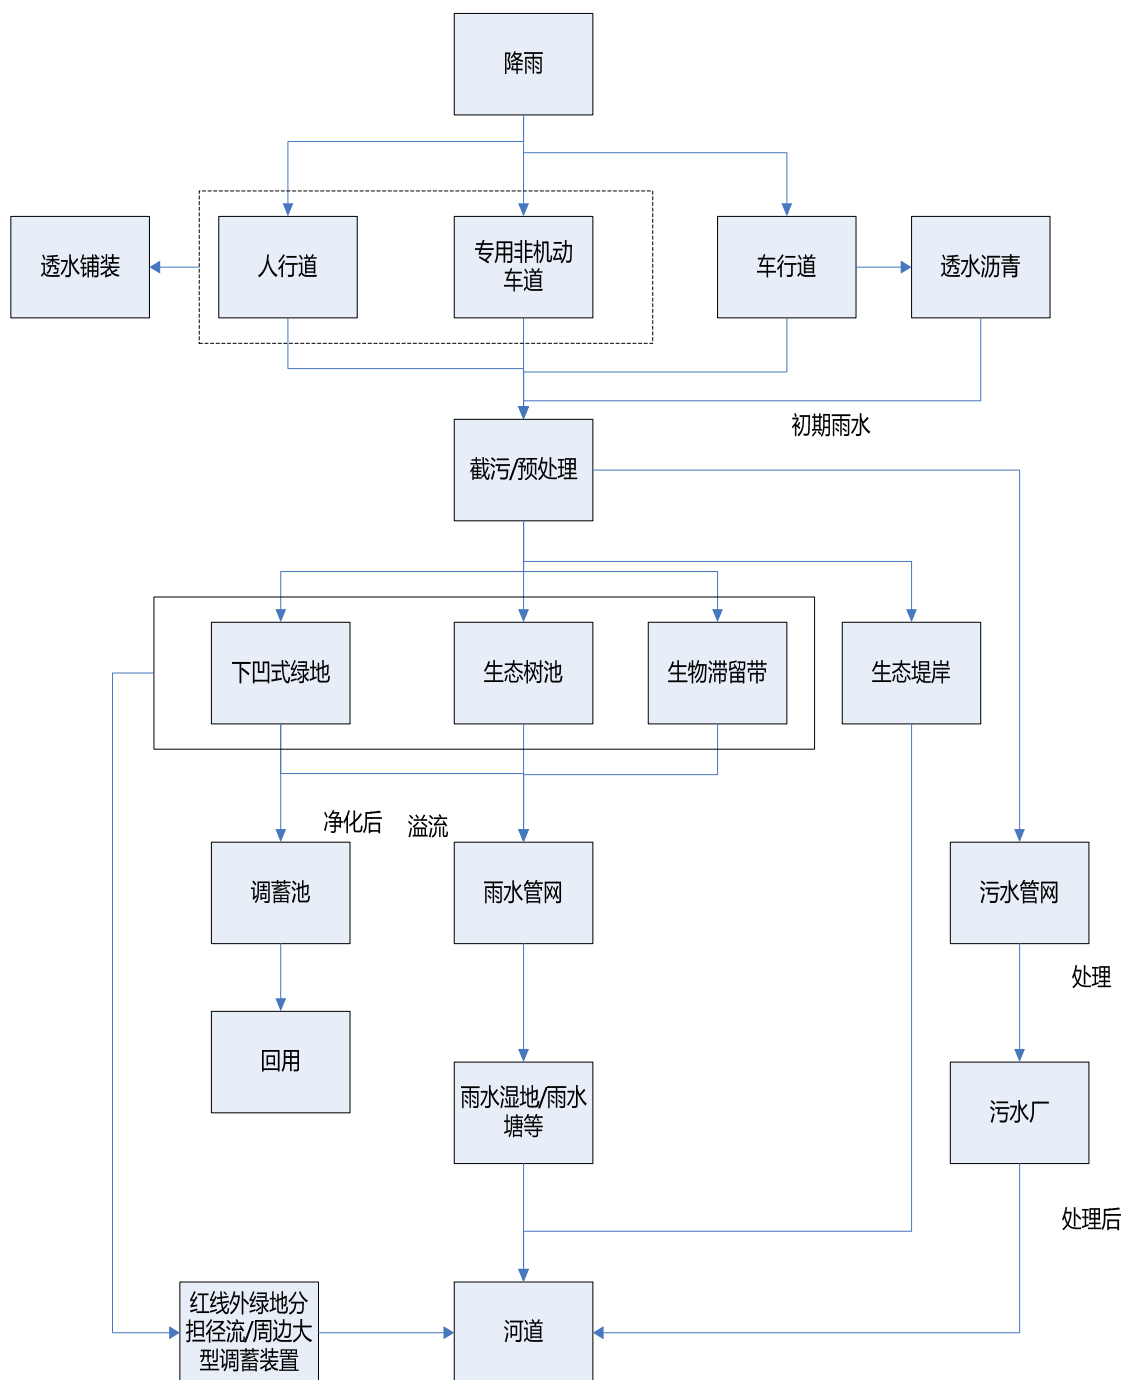 降雨
透水铺装
人行道
专用非机动
车道
车行道
透水沥青
初期雨水
截污/预处理
下凹式绿地
生态树池
生物滞留带
生态堤岸
净化后
溢流
调蓄池
雨水管网
污水管网
处理
回用
雨水湿地/雨水
塘等
污水厂
处理后
红线外绿地分
担径流/周边大
型调蓄装置
河道